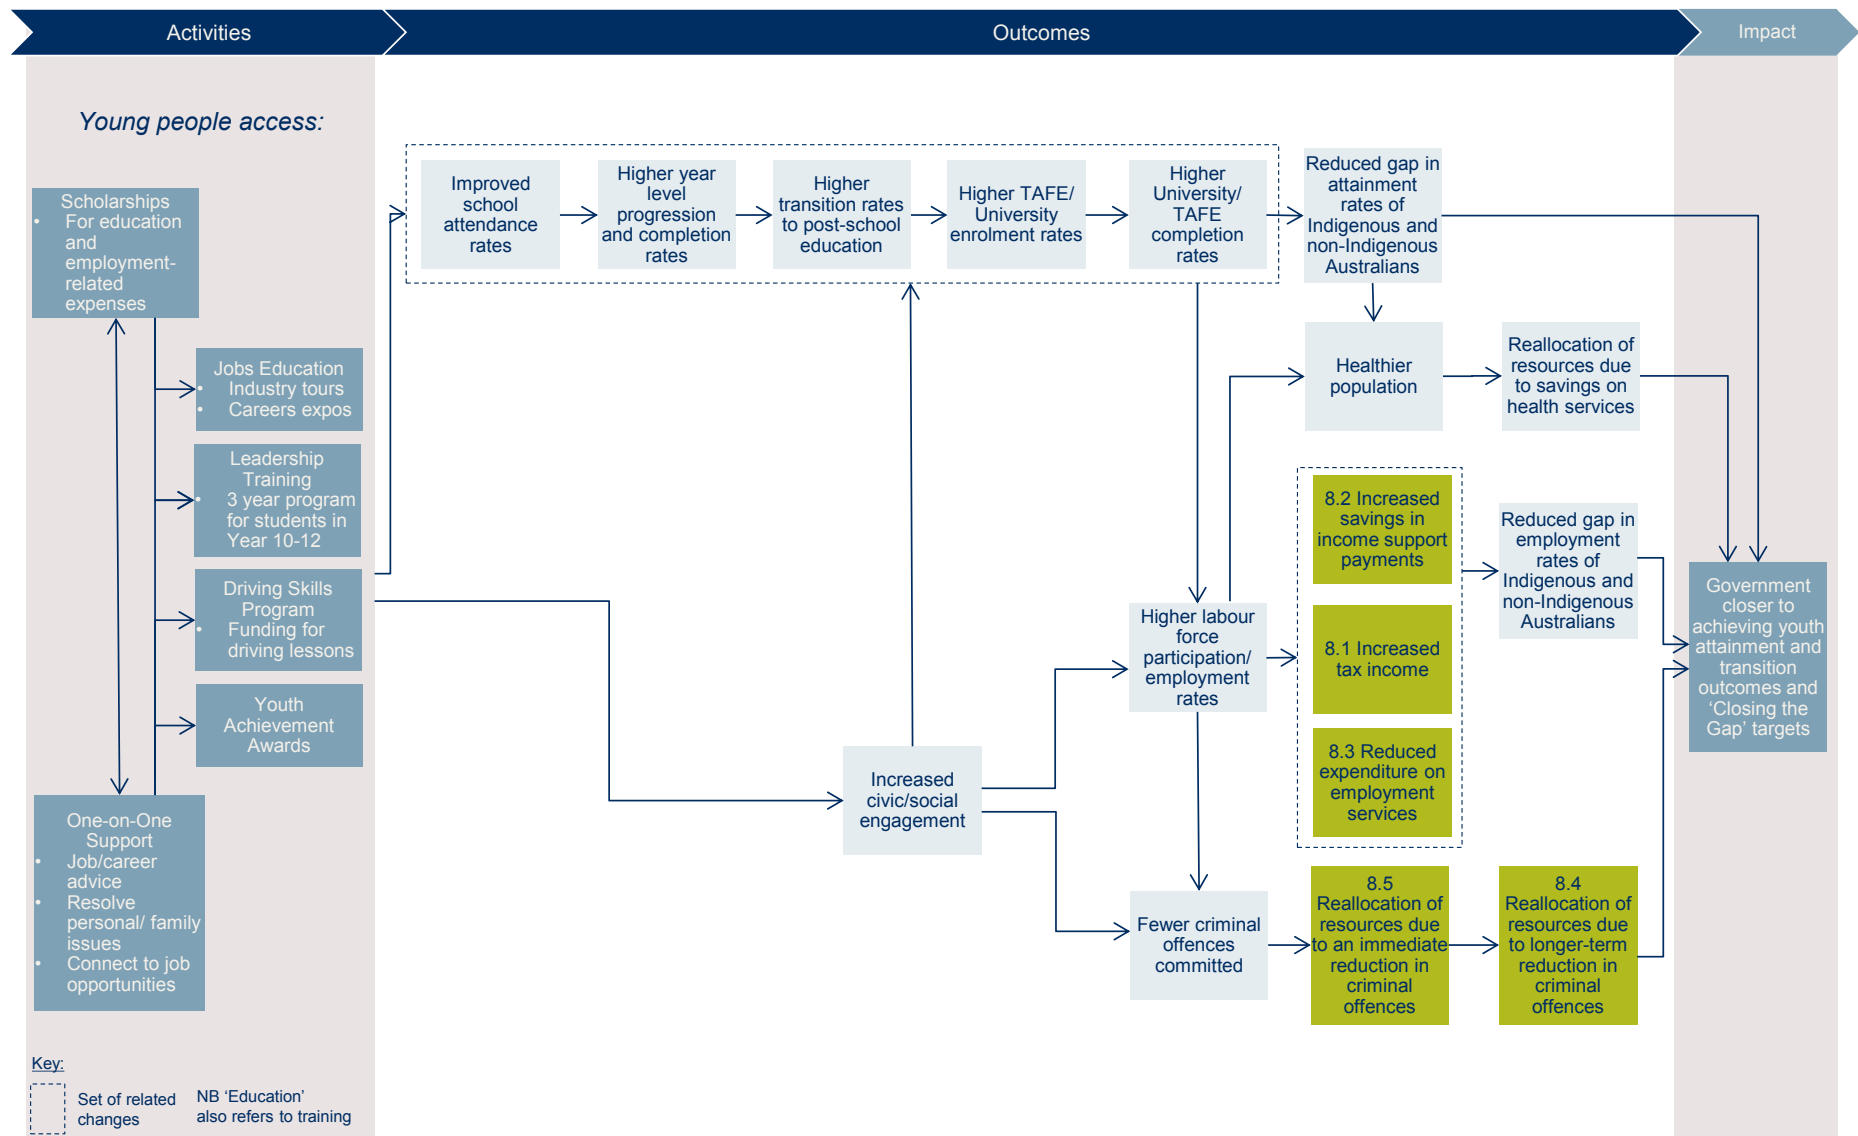 Activities
Outcomes
Impact
Young people access:
Scholarships
• For education
and
employment-
related
expenses
Jobs Education
• Industry tours
• Careers expos
Leadership
Training
• 3 year program
for students in
Year 10-12
Driving Skills
Program
• Funding for
driving lessons
Youth
Achievement
Awards
One-on-One
Support
• Job/career
advice
• Resolve
personal/ family
issues
• Connect to job
opportunities
Key:
Set of related
changes
NB ‘Education’
also refers to training
Improved
school
attendance
rates
Higher year
level
progression
and completion
rates
Higher
transition rates
to post-school
education
Higher TAFE/
University
enrolment rates
Higher
University/
TAFE
completion
rates
Reduced gap in
attainment
rates of
Indigenous and
non-Indigenous
Australians
Healthier
population
Reallocation of
resources due
to savings on
health services
8.2 Increased
savings in
income support
payments
8.1 Increased
tax income
8.3 Reduced
expenditure on
employment
services
Reduced gap in
employment
rates of
Indigenous and
non-Indigenous
Australians
Higher labour
force
participation/
employment
rates
Increased
civic/social
engagement
Fewer criminal
offences
committed
8.5
Reallocation of
resources due
to an immediate
reduction in
criminal
offences
8.4
Reallocation of
resources due
to longer-term
reduction in
criminal
offences
Government
closer to
achieving youth
attainment and
transition
outcomes and
‘Closing the
Gap’ targets